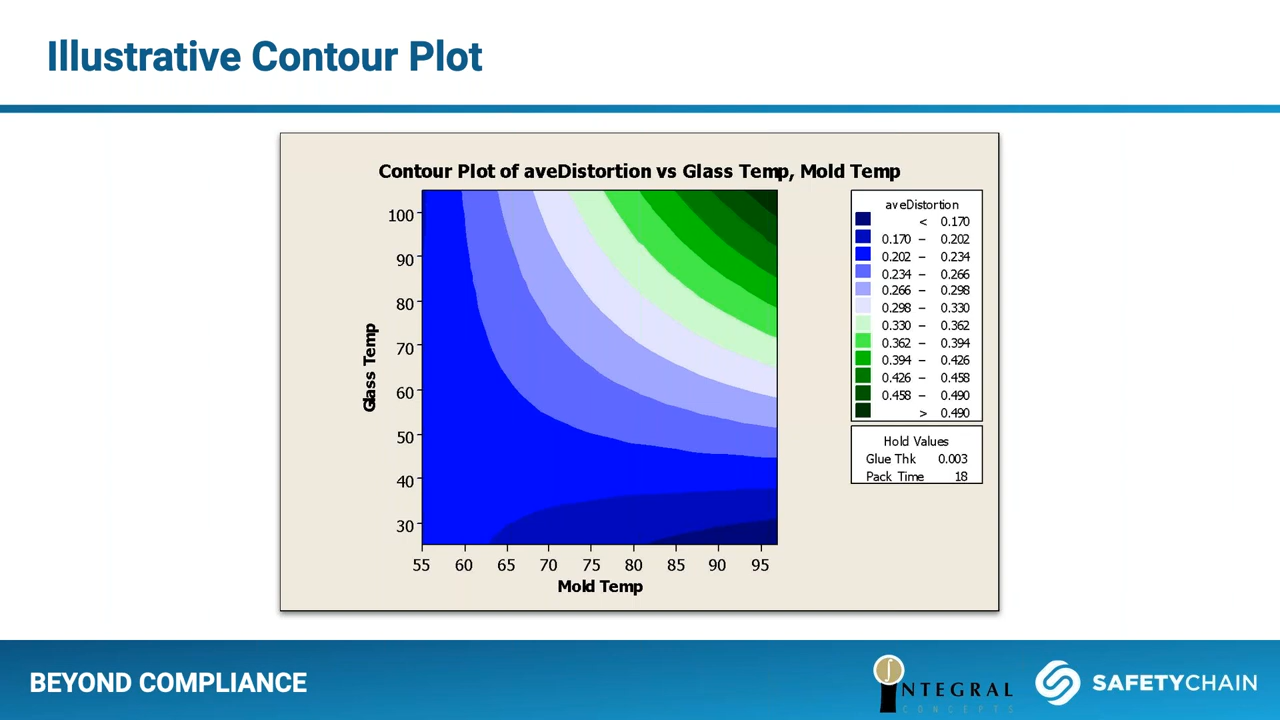 Illustrative Contour Plot
Contour Plot of aveDistortion vs Glass Temp, Mold Temp
100
90
80
70
60
50
40
30
Glass Temp
55 60 65 70 75 80 85 90 95
Mold Temp
aveDistortion
< 0.170
0.170 – 0.202
0.202 – 0.234
0.234 – 0.266
0.266 – 0.298
0.298 – 0.330
0.330 – 0.362
0.362 – 0.394
0.394 – 0.426
0.426 – 0.458
0.458 – 0.490
> 0.490
Hold Values
Glue Thk 0.003
Pack Time 18
BEYOND COMPLIANCE
INTEGRAL
CONCEPTS
SAFETYCHAIN